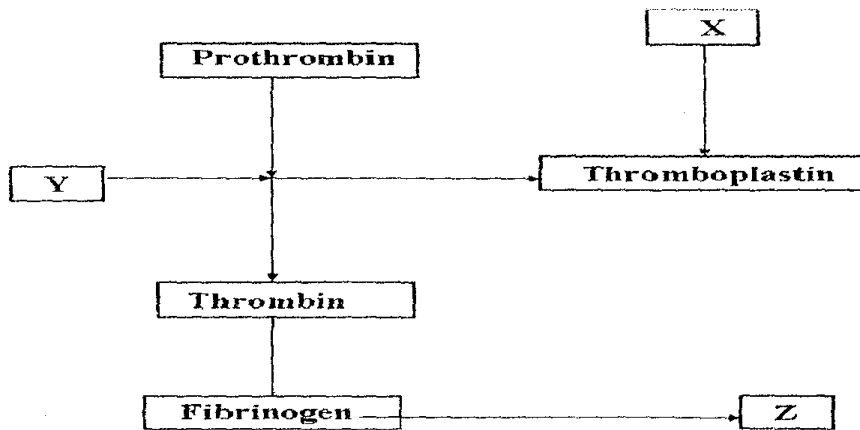 X
Prothrombin
Y
Thromboplastin
Thrombin
Fibrinogen
Z